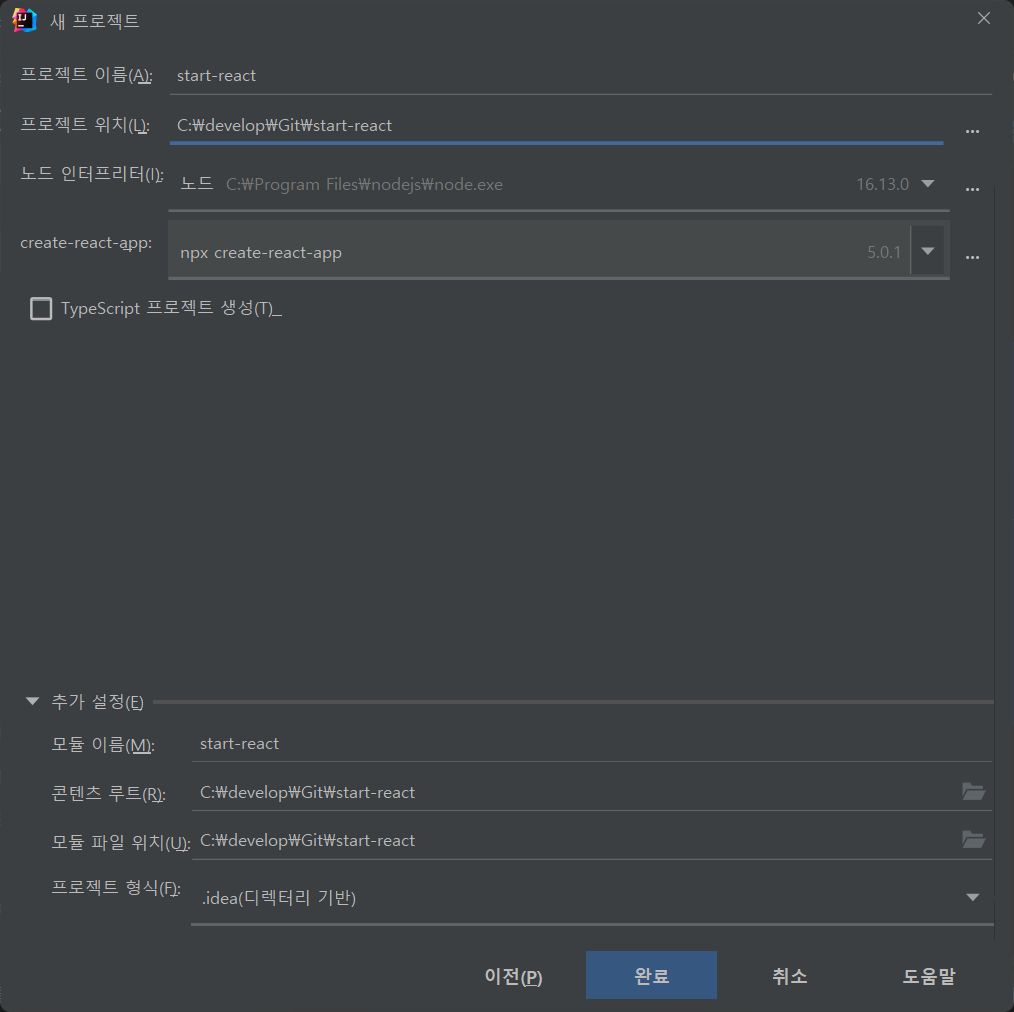 새 프로젝트
프로젝트 이름(A): start-react
프로젝트 위치(L): C:₩develop₩Git₩start-react ...
노드 인터프리터(I): 노드 C:₩Program Files₩nodejs₩node.exe 16.13.0 ...
create-react-app: npx create-react-app 5.0.1 ...
TypeScript 프로젝트 생성(T)_
추가 설정(E)
모듈 이름(M): start-react
콘텐츠 루트(R): C:₩develop₩Git₩start-react
모듈 파일 위치(U): C:₩develop₩Git₩start-react
프로젝트 형식(F): .idea(디렉터리 기반)
이전(P) 완료 취소 도움말